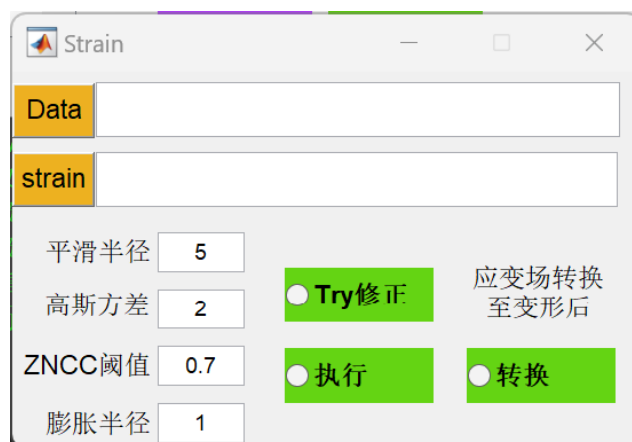 Strain
Data
strain
平滑半径 5
高斯方差 2
ZNCC阈值 0.7
膨胀半径 1
Try修正
执行
应变场转换
至变形后
转换